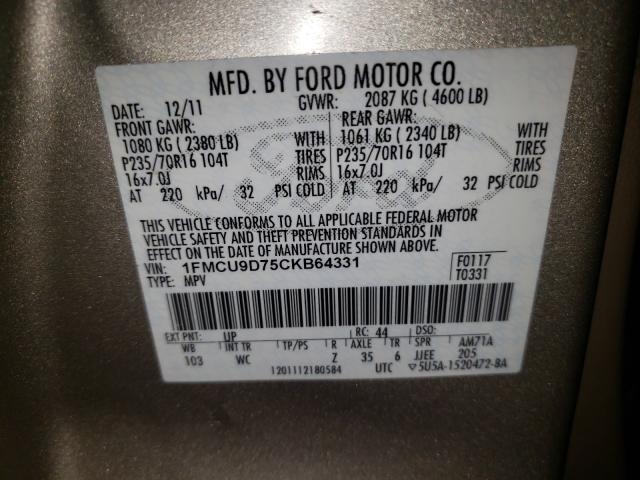 MFD. BY FORD MOTOR CO.
DATE: 12/11 GVWR: 2087 KG ( 4600 LB)
FRONT GAWR: REAR GAWR:
1080 KG ( 2380 LB) WITH 1061 KG ( 2340 LB) WITH
P235/70R16 104T TIRES P235/70R16 104T TIRES
16x7.0J RIMS 16x7.0J RIMS
AT 220 kPa/ 32 PSI COLD AT 220 kPa/ 32 PSI COLD
Ford
THIS VEHICLE CONFORMS TO ALL APPLICABLE FEDERAL MOTOR
VEHICLE SAFETY AND THEFT PREVENTION STANDARDS IN
EFFECT ON THE DATE OF MANUFACTURE SHOWN ABOVE.
VIN: 1FMCU9D75CKB64331 F0117
TYPE: MPV T0331
EXT PNT: UP RC: 44 DSO:
WB INT TR TP/PS R AXLE TR SPR AM71A
103 WC Z 35 6 JJEE 205
1201112180584 UTC ▽5U5A-1520472-BA